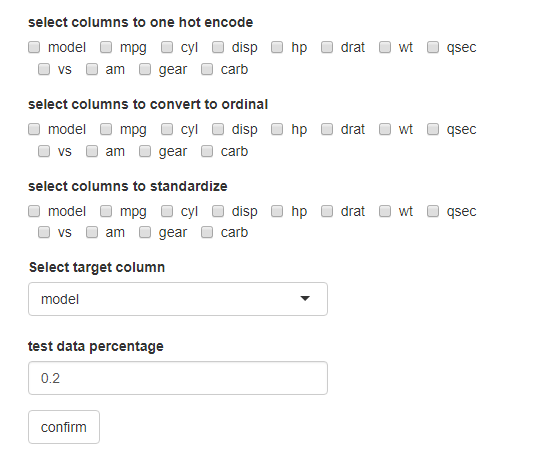 select columns to one hot encode
model mpg cyl disp hp drat wt qsec
vs am gear carb
select columns to convert to ordinal
model mpg cyl disp hp drat wt qsec
vs am gear carb
select columns to standardize
model mpg cyl disp hp drat wt qsec
vs am gear carb
Select target column
model
test data percentage
0.2
confirm